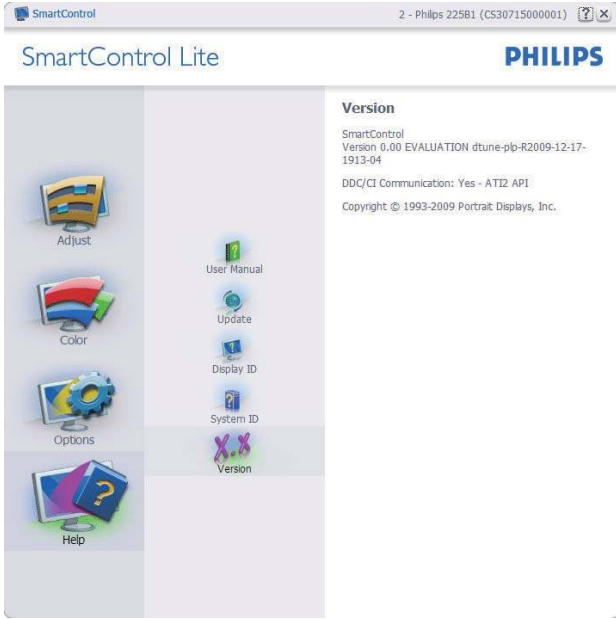 SmartControl
2 - Philips 225B1 (CS30715000001)
SmartControl Lite
PHILIPS
Adjust
Color
Options
Help
User Manual
Update
Display ID
System ID
X.X
Version
Version
SmartControl
Version 0.00 EVALUATION dtune-plp-R2009-12-17-
1913-04
DDC/CI Communication: Yes - ATI2 API
Copyright © 1993-2009 Portrait Displays, Inc.